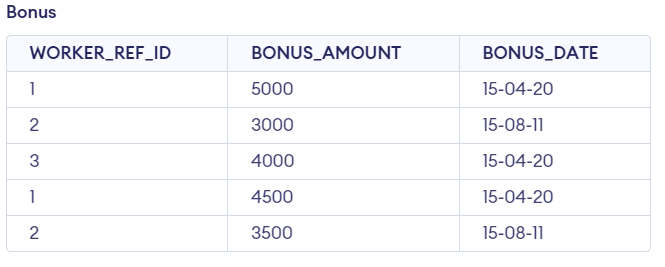 Bonus
WORKER_REF_ID BONUS_AMOUNT BONUS_DATE
1 5000 15-04-20
2 3000 15-08-11
3 4000 15-04-20
1 4500 15-04-20
2 3500 15-08-11